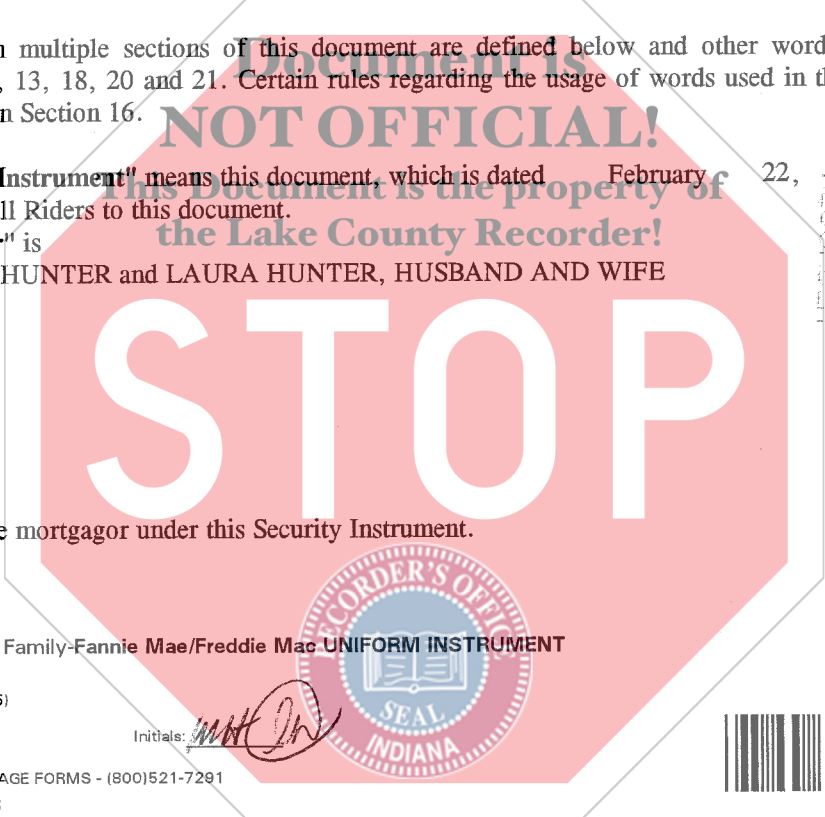 multiple sections of this document are defined below and other word
, 13, 18, 20 and 21. Certain rules regarding the usage of words used in th
n Section 16.
Document is
NOT OFFICIAL!
This Document is the property of
the Lake County Recorder!
Instrument" means this document, which is dated February 22,
ll Riders to this document.
" is
HUNTER and LAURA HUNTER, HUSBAND AND WIFE
STOP
e mortgagor under this Security Instrument.
RECORDER'S OFFICE
SEAL
INDIANA
Family-Fannie Mae/Freddie Mac UNIFORM INSTRUMENT
Initials:
AGE FORMS - (800)521-7291